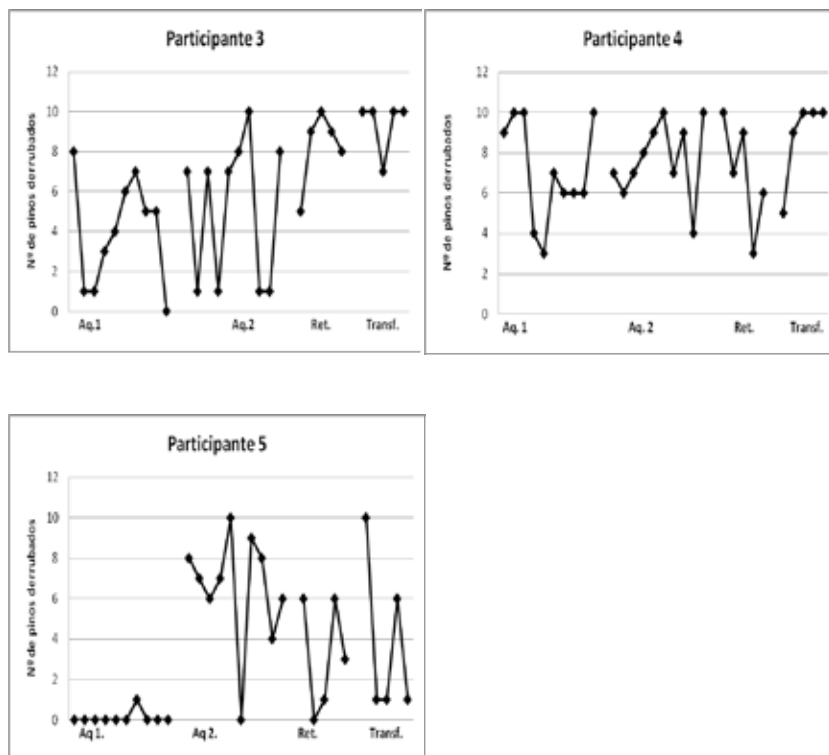 Participante 3
Nº de pinos derrubados
12
10
8
6
4
2
0
Aq.1 Aq.2 Ret. Transf.
Participante 4
Nº de pinos derrubados
12
10
8
6
4
2
0
Aq. 1 Aq. 2 Ret. Transf.
Participante 5
Nº de pinos derrubados
12
10
8
6
4
2
0
Aq 1. Aq 2. Ret. Transf.